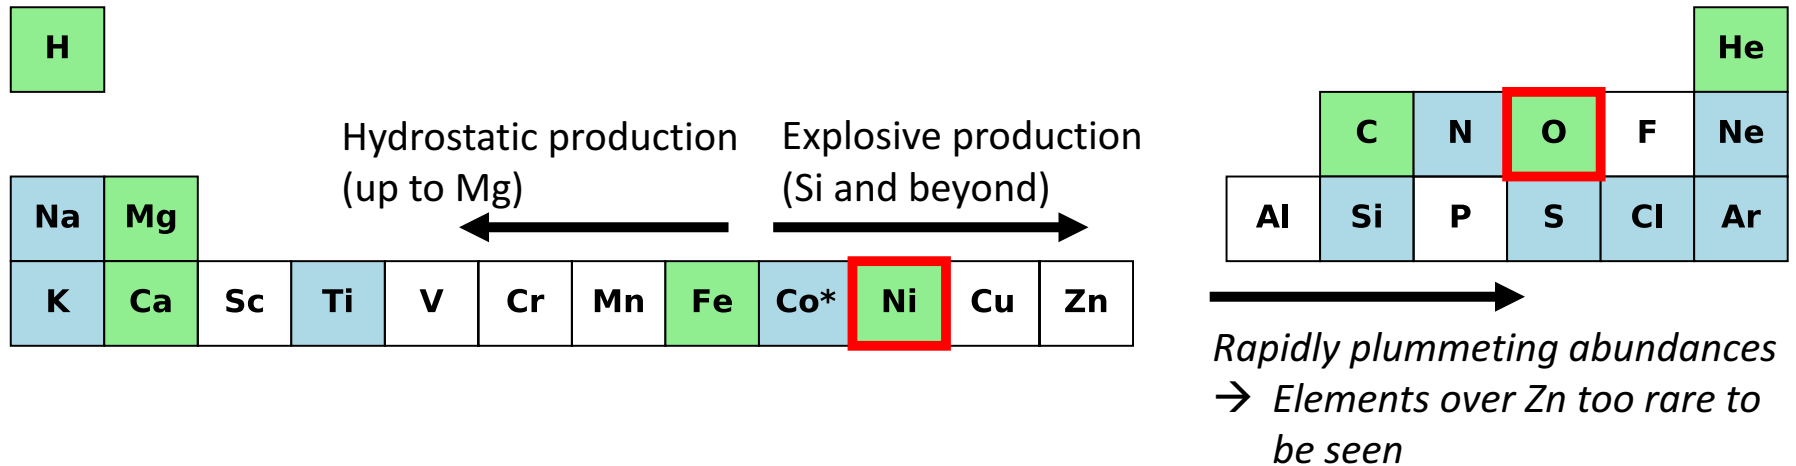 H He
Hydrostatic production
(up to Mg)
Explosive production
(Si and beyond)
C N O F Ne
Na Mg
Al Si P S Cl Ar
K Ca Sc Ti V Cr Mn Fe Co* Ni Cu Zn
Rapidly plummeting abundances
→ Elements over Zn too rare to
be seen